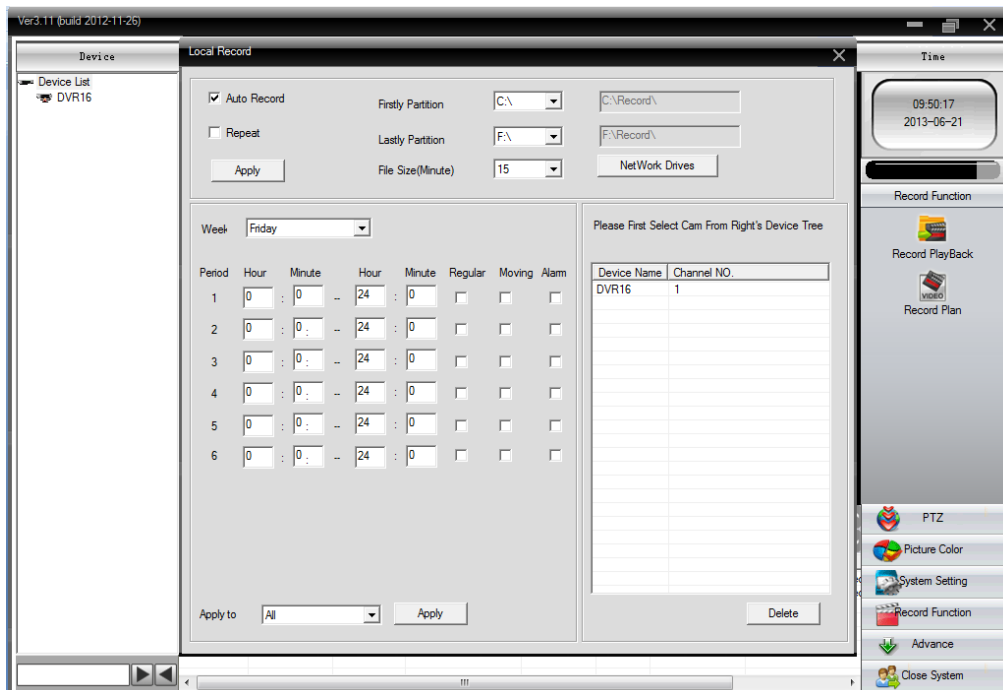 Ver3.11 (build 2012-11-26)
Device
Device List
DVR16
Local Record
Auto Record
Firstly Partition
C:\
C:\Record\
Repeat
Lastly Partition
F:\
F:\Record\
Apply
File Size(Minute)
15
NetWork Drives
Week
Friday
Period Hour Minute Hour Minute Regular Moving Alarm
1 0 : 0 -- 24 : 0
2 0 : 0 : -- 24 : 0
3 0 : 0 : -- 24 : 0
4 0 : 0 : -- 24 : 0
5 0 : 0 : -- 24 : 0
6 0 : 0 : -- 24 : 0
Apply to
All
Apply
Please First Select Cam From Right's Device Tree
Device Name Channel NO.
DVR16 1
Delete
Time
09:50:17
2013-06-21
Record Function
Record PlayBack
VIDEO
Record Plan
PTZ
Picture Color
System Setting
Record Function
Advance
Close System